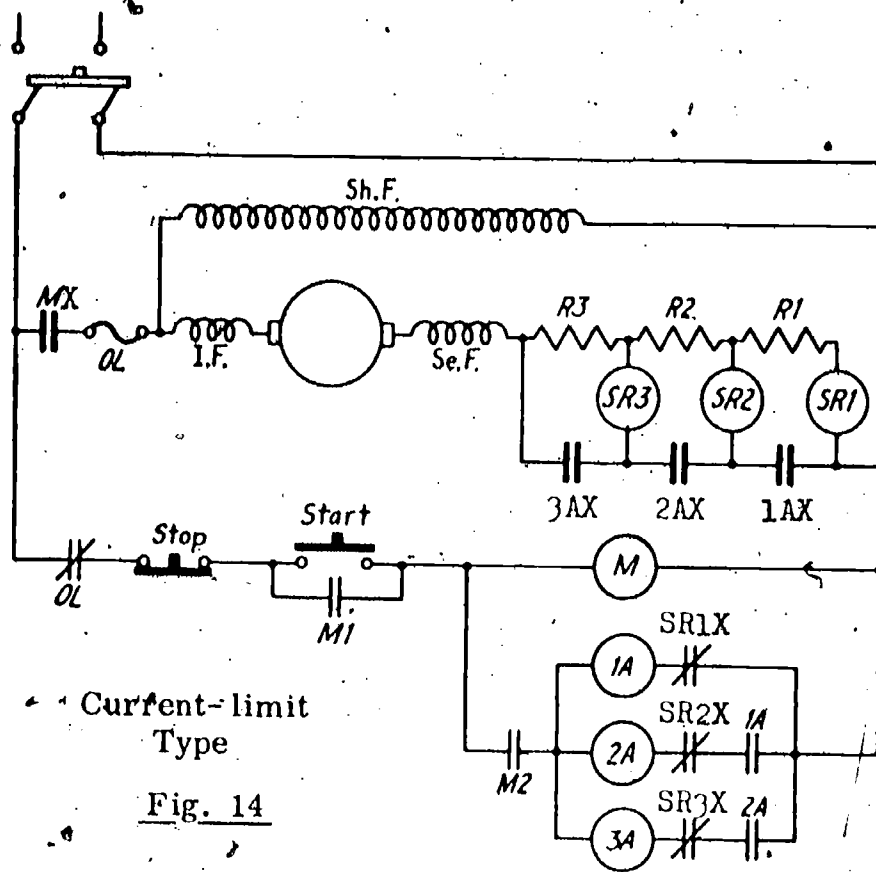 Sh.F.
MX
OL
I.F.
Se.F.
R3 R2 R1
SR3 SR2 SR1
3AX 2AX 1AX
Stop
Start
OL
M1
M
SR1X
1A
SR2X 1A
2A
M2
SR3X 2A
3A
Current-limit
Type
Fig. 14